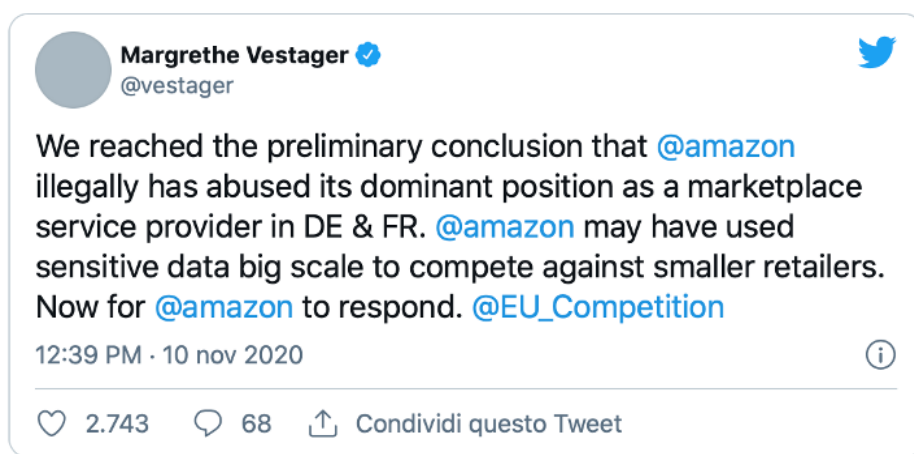 Margrethe Vestager
@vestager
We reached the preliminary conclusion that @amazon
illegally has abused its dominant position as a marketplace
service provider in DE & FR. @amazon may have used
sensitive data big scale to compete against smaller retailers.
Now for @amazon to respond. @EU_Competition
12:39 PM · 10 nov 2020
2.743 68 Condividi questo Tweet